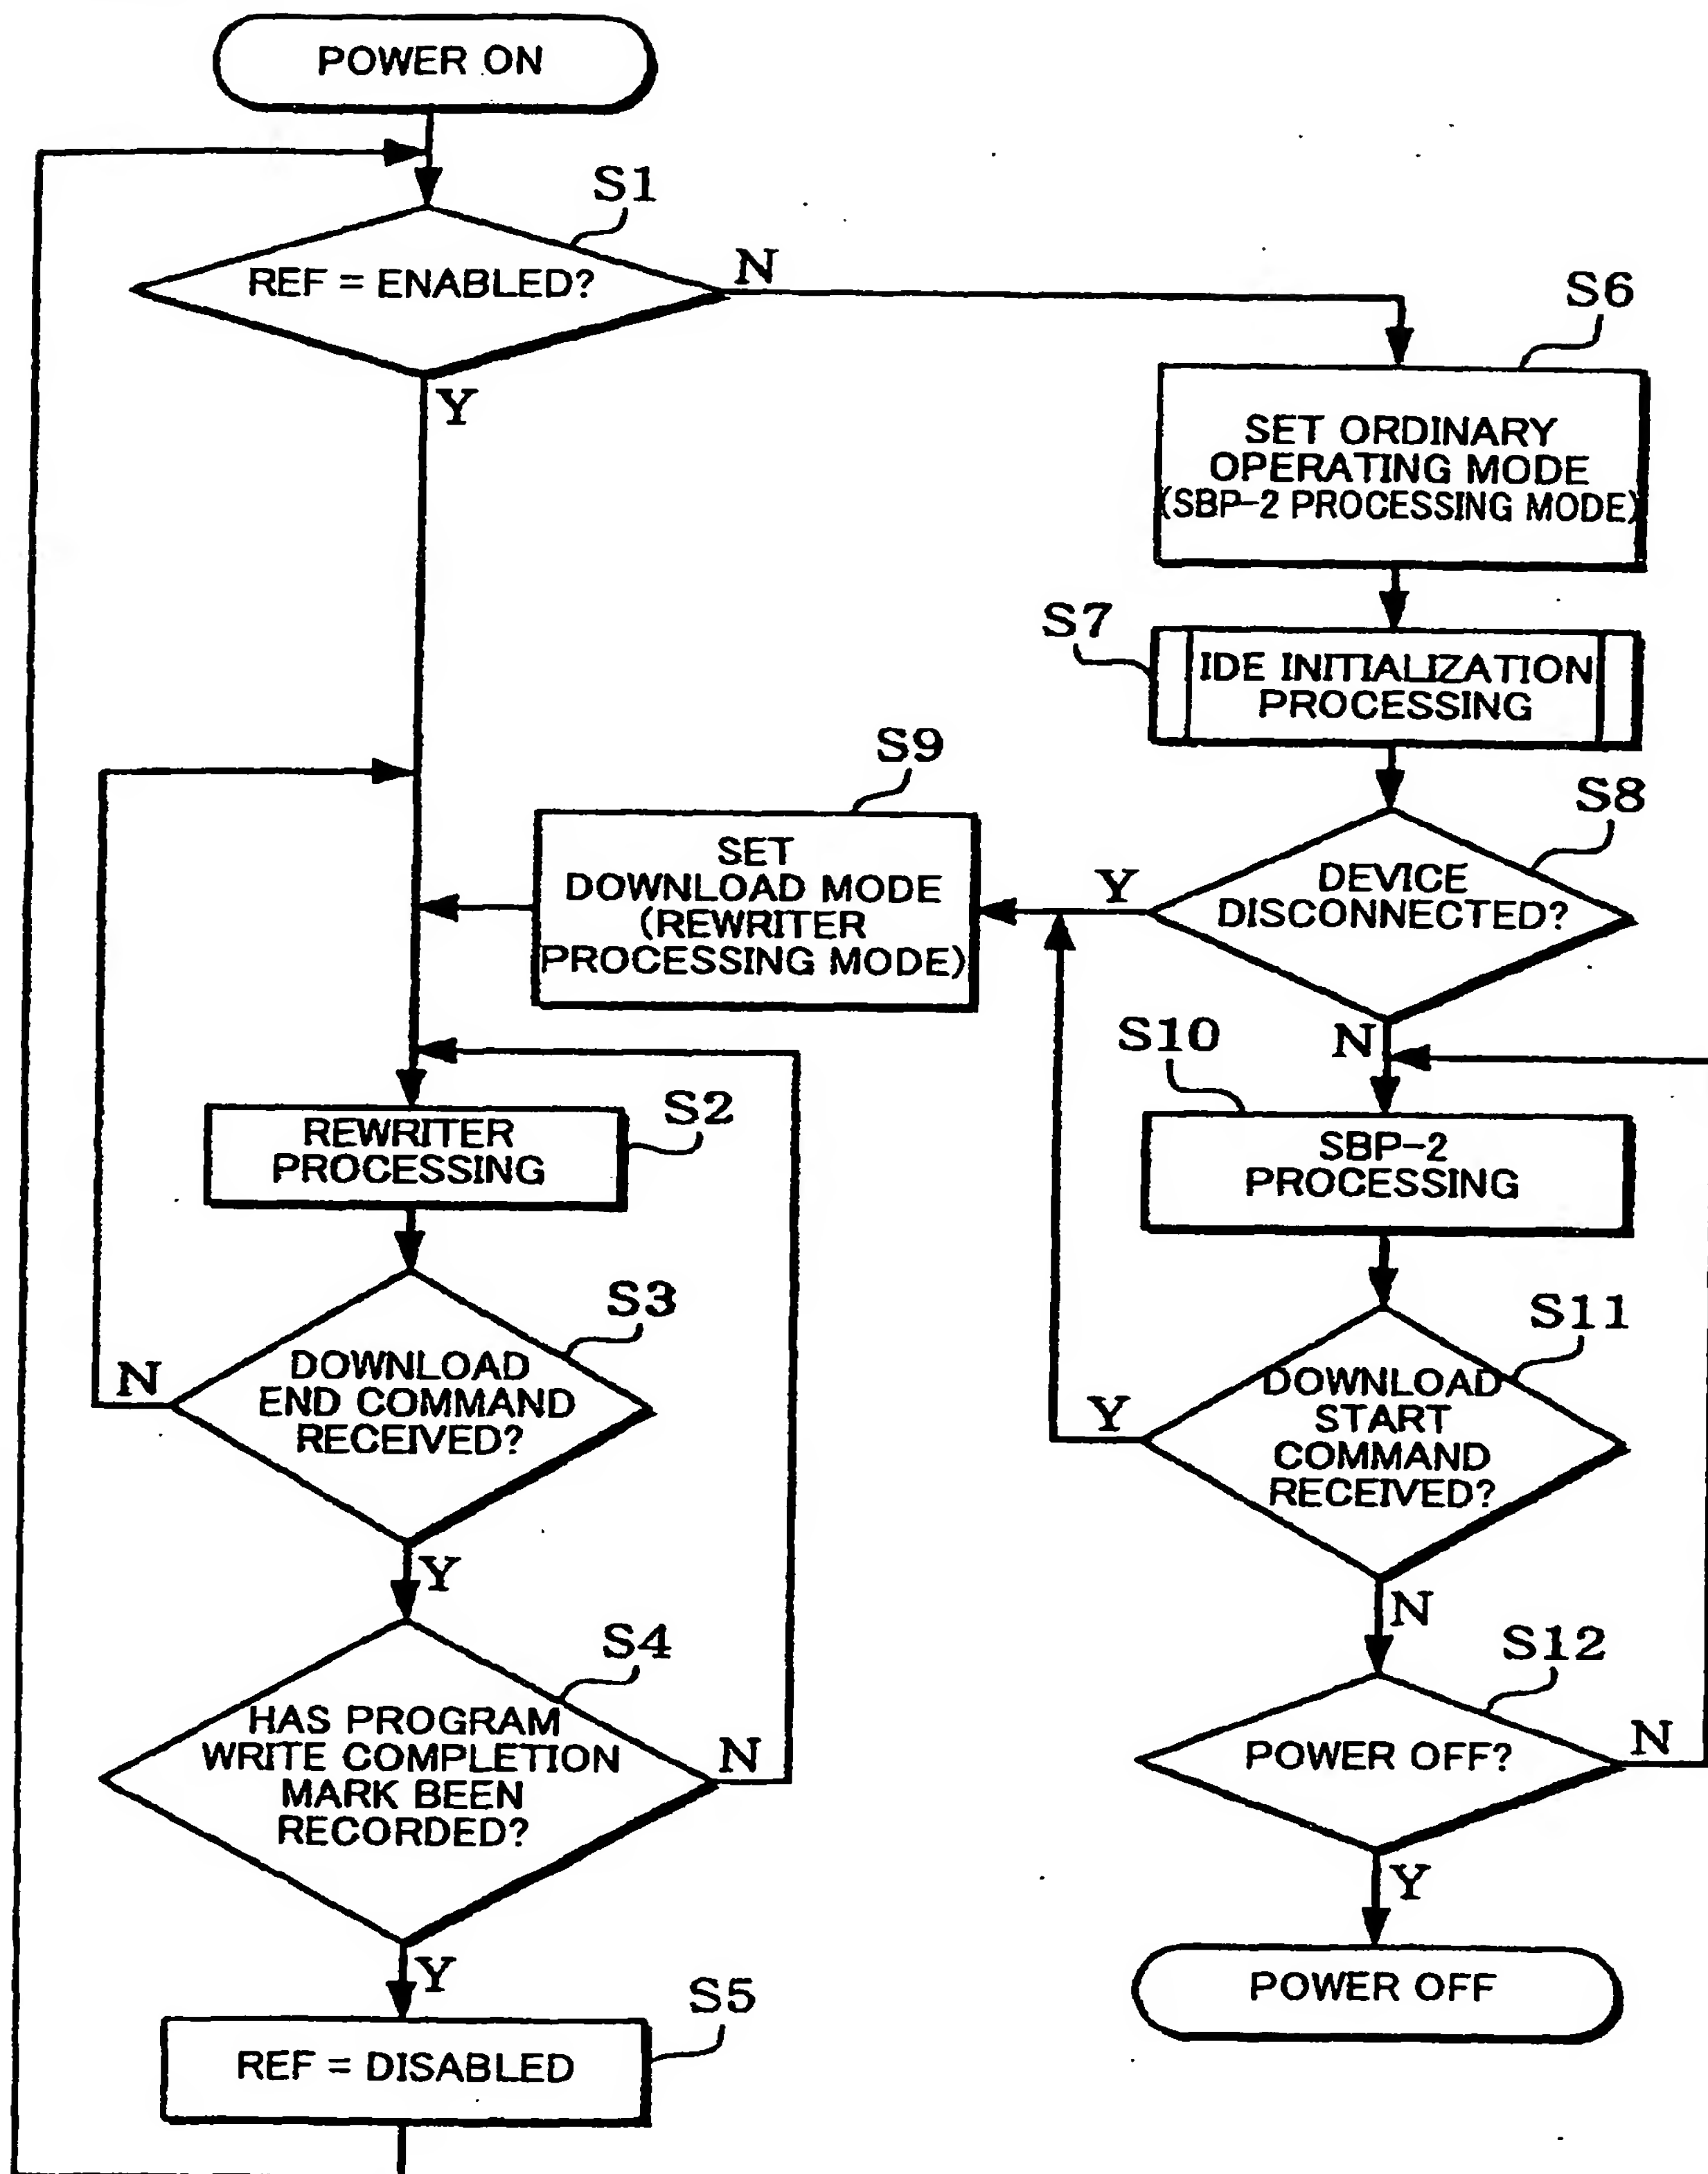 POWER ON
S1
REF = ENABLED?
N
Y
S6
SET ORDINARY
OPERATING MODE
(SBP-2 PROCESSING MODE)
S7
IDE INITIALIZATION
PROCESSING
S8
DEVICE
DISCONNECTED?
Y
N
S9
SET
DOWNLOAD MODE
(REWRITER
PROCESSING MODE)
S2
REWRITER
PROCESSING
S3
DOWNLOAD
END COMMAND
RECEIVED?
N
Y
S4
HAS PROGRAM
WRITE COMPLETION
MARK BEEN
RECORDED?
N
Y
S5
REF = DISABLED
S10
SBP-2
PROCESSING
S11
DOWNLOAD
START
COMMAND
RECEIVED?
Y
N
S12
POWER OFF?
N
Y
POWER OFF